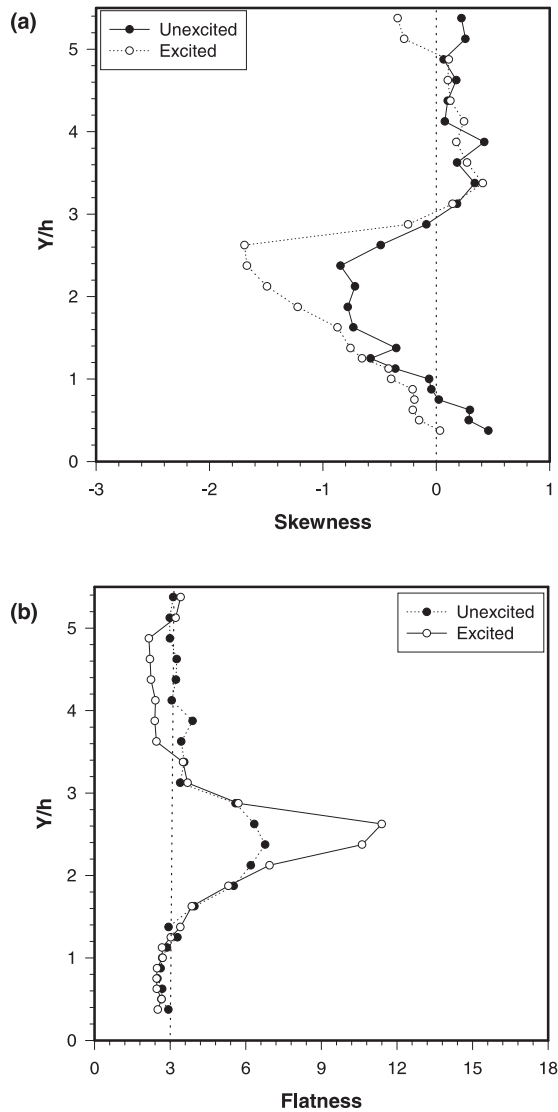 (a)
Unexcited
Excited
5
4
3
2
1
0
Y/h
-3 -2 -1 0 1
Skewness
(b)
Unexcited
Excited
5
4
3
2
1
0
Y/h
0 3 6 9 12 15 18
Flatness